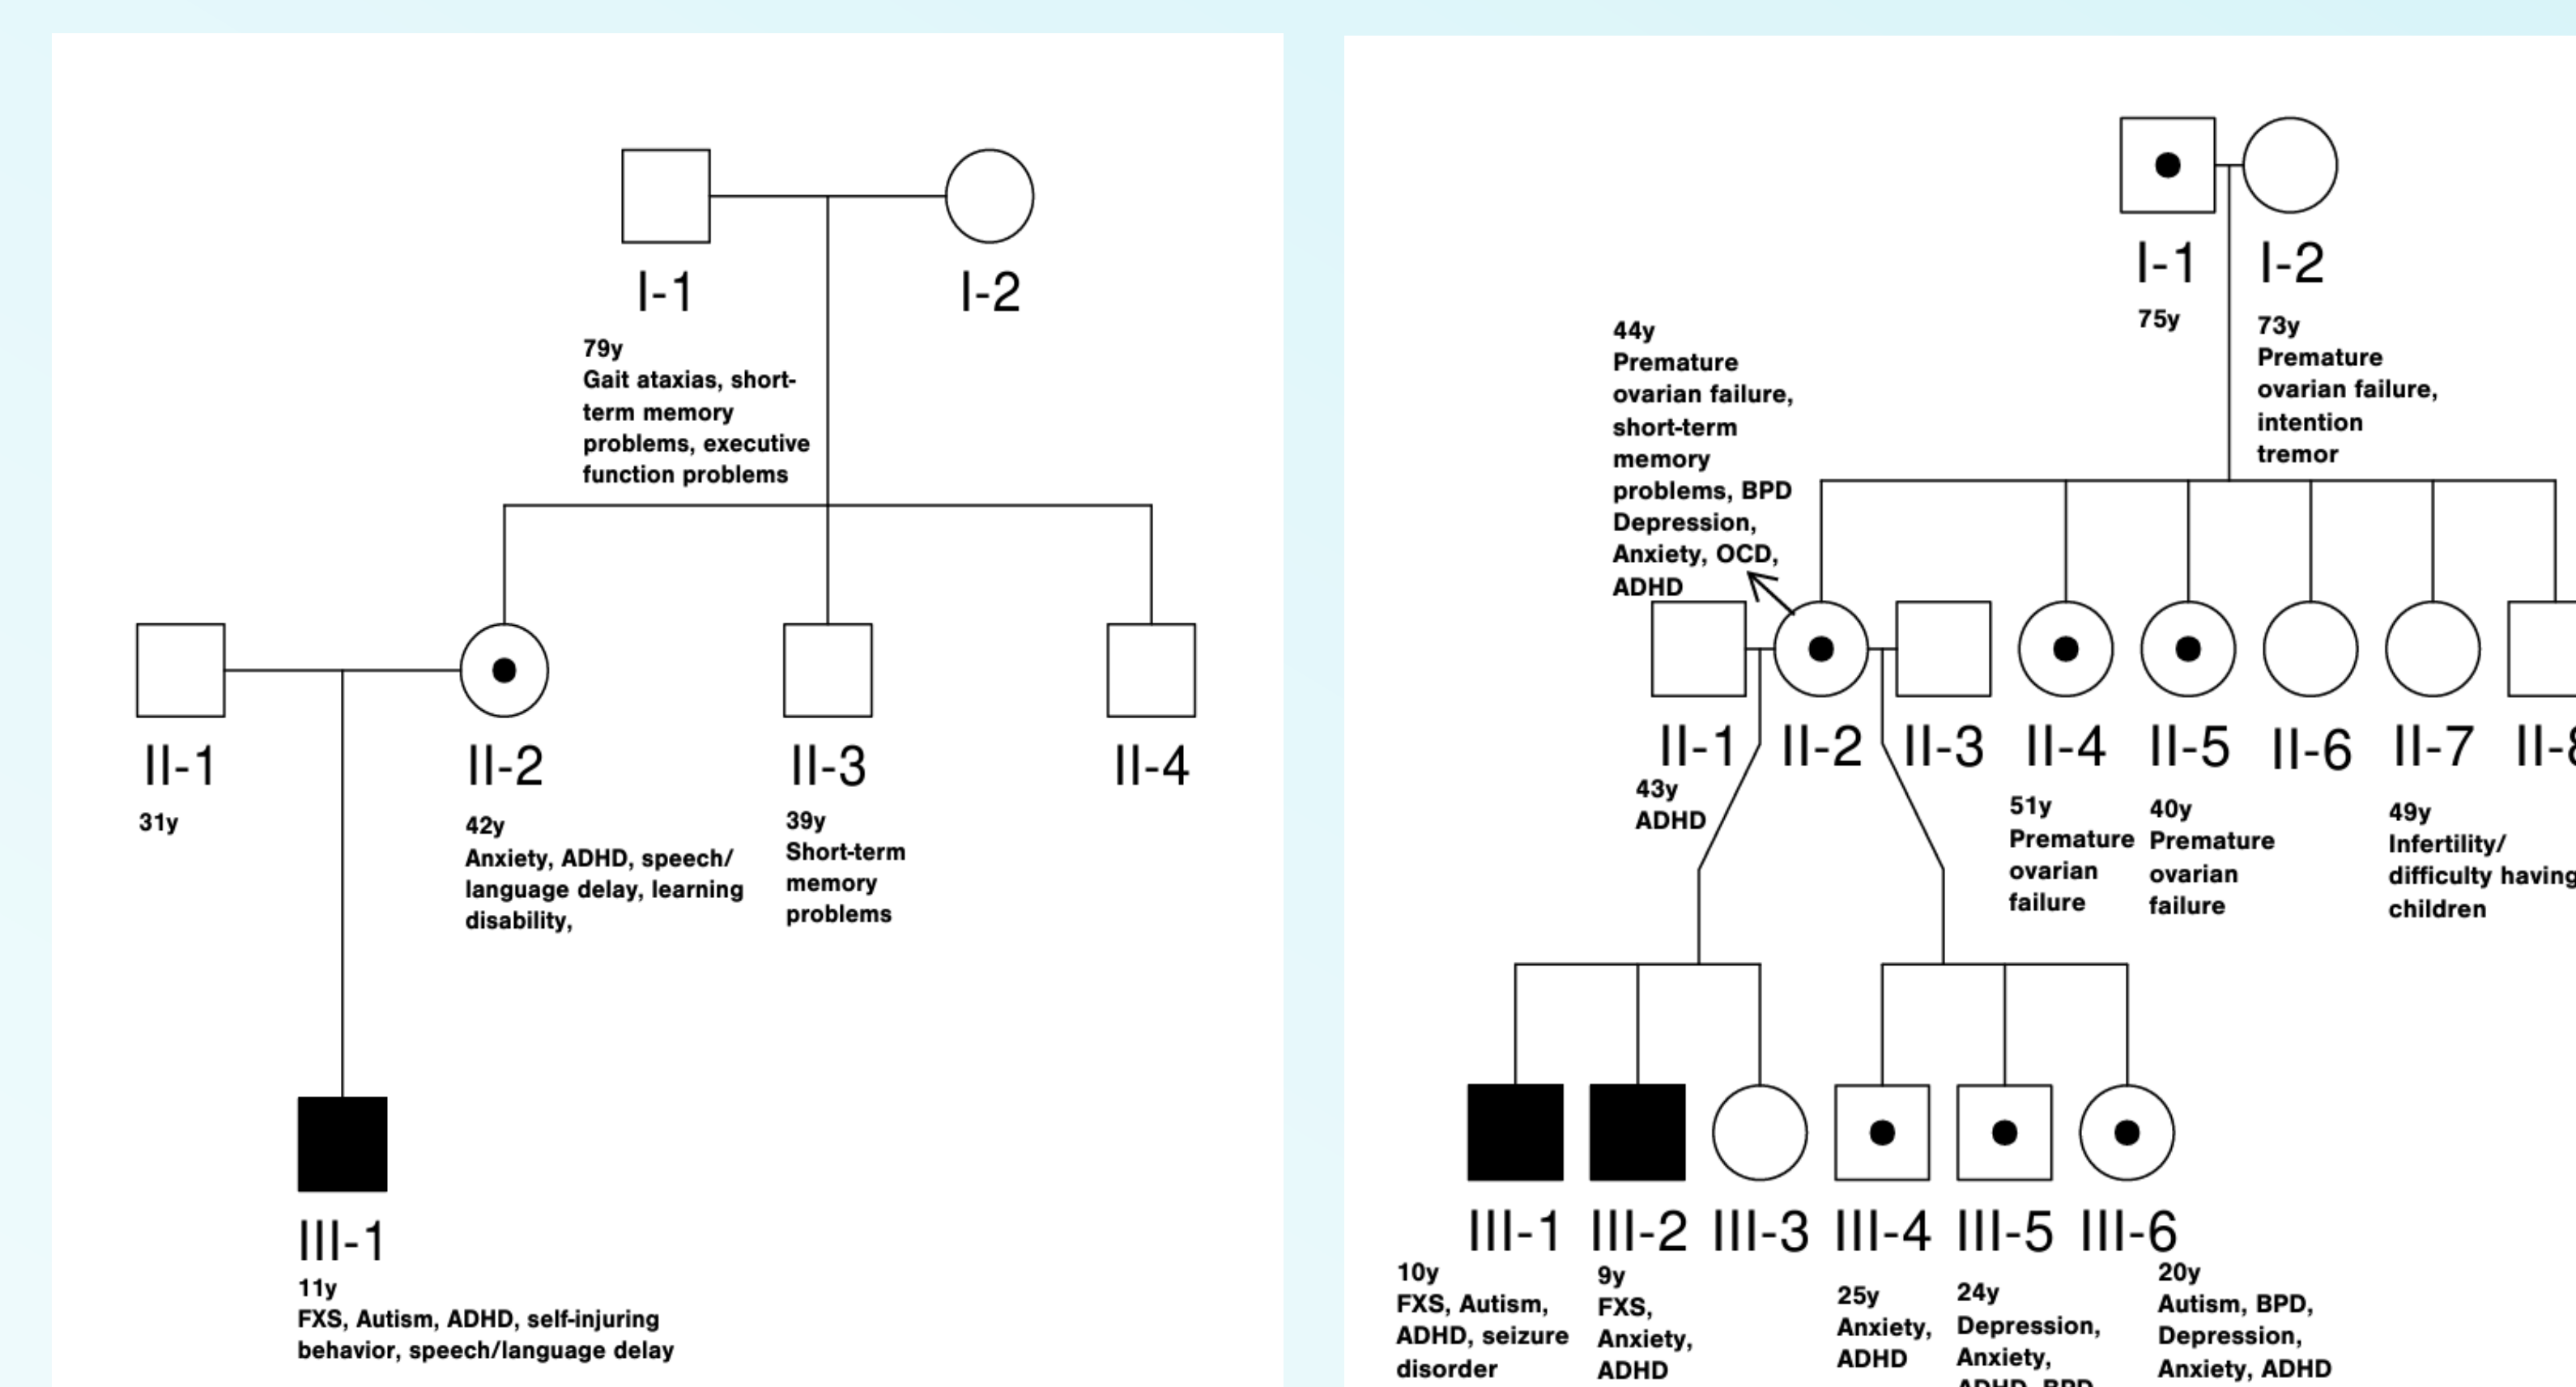 I-1
I-2
79y
Gait ataxias, short-
term memory
problems, executive
function problems
II-1
II-2
II-3
II-4
31y
42y
Anxiety, ADHD, speech/
language delay, learning
disability,
39y
Short-term
memory
problems
III-1
11y
FXS, Autism, ADHD, self-injuring
behavior, speech/language delay
I-1
I-2
75y
73y
Premature
ovarian failure,
intention
tremor
44y
Premature
ovarian failure,
short-term
memory
problems, BPD
Depression,
Anxiety, OCD,
ADHD
II-1
II-2
II-3
II-4
II-5
II-6
II-7
43y
ADHD
51y
Premature
ovarian
failure
40y
Premature
ovarian
failure
49y
Infertility/
difficulty having
children
III-1
III-2
III-3
III-4
III-5
III-6
10y
FXS, Autism,
ADHD, seizure
disorder
9y
FXS,
Anxiety,
ADHD
25y
Anxiety,
ADHD
24y
Depression,
Anxiety,
ADHD, BPD
20y
Autism, BPD,
Depression,
Anxiety, ADHD